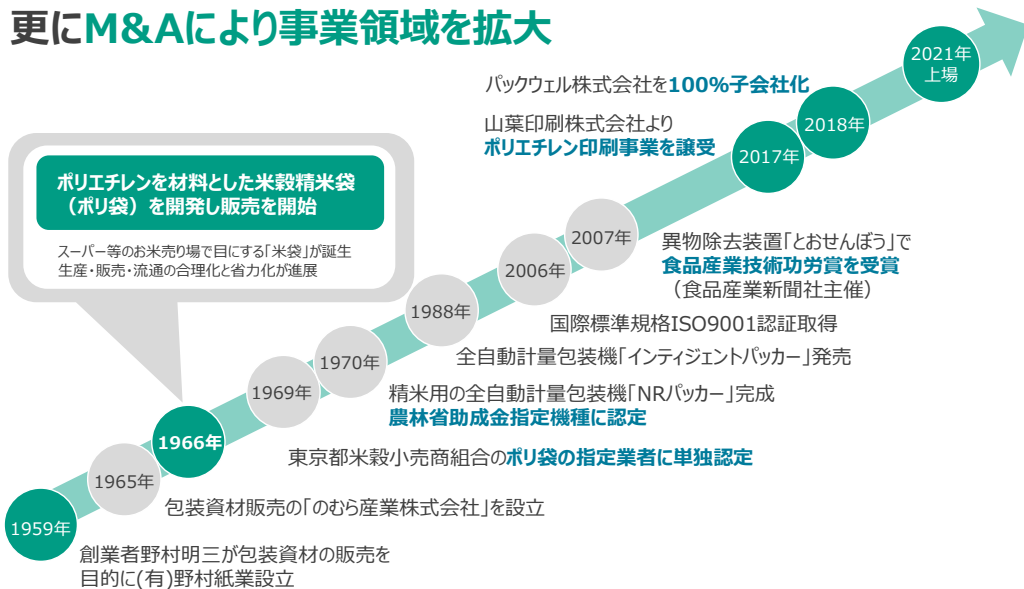 更にM&Aにより事業領域を拡大
2021年
上場
パックウェル株式会社を100%子会社化
2018年
山葉印刷株式会社より
ポリエチレン印刷事業を譲受
2017年
ポリエチレンを材料とした米穀精米袋
（ポリ袋）を開発し販売を開始
スーパー等のお米売り場で目にする「米袋」が誕生
生産・販売・流通の合理化と省力化が進展
2007年
異物除去装置「とおせんぼう」で
食品産業技術功労賞を受賞
（食品産業新聞社主催）
2006年
国際標準規格ISO9001認証取得
1988年
全自動計量包装機「インティジェントパッカー」発売
1970年
精米用の全自動計量包装機「NRパッカー」完成
農林省助成金指定機種に認定
1969年
東京都米穀小売商組合のポリ袋の指定業者に単独認定
1966年
1965年
包装資材販売の「のむら産業株式会社」を設立
1959年
創業者野村明三が包装資材の販売を
目的に(有)野村紙業設立